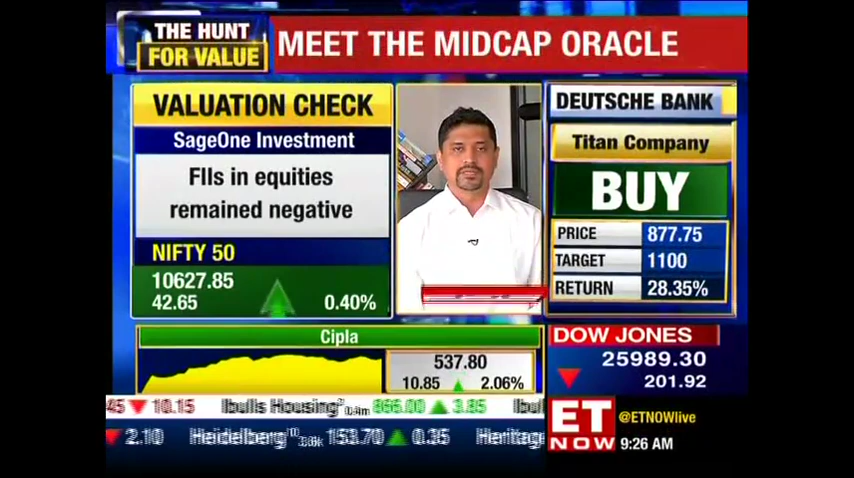 THE HUNT
FOR VALUE
MEET THE MIDCAP ORACLE
VALUATION CHECK
SageOne Investment
FIIs in equities
remained negative
NIFTY 50
10627.85
42.65 0.40%
DEUTSCHE BANK
Titan Company
BUY
PRICE 877.75
TARGET 1100
RETURN 28.35%
Cipla
537.80
10.85 2.06%
DOW JONES
25989.30
201.92
45 10.15 Ibulls Housing 866.00 3.85 Ibul
2.10 Heidelberg 153.70 0.35 Heritage
ET
NOW
@ETNOWlive
9:26 AM